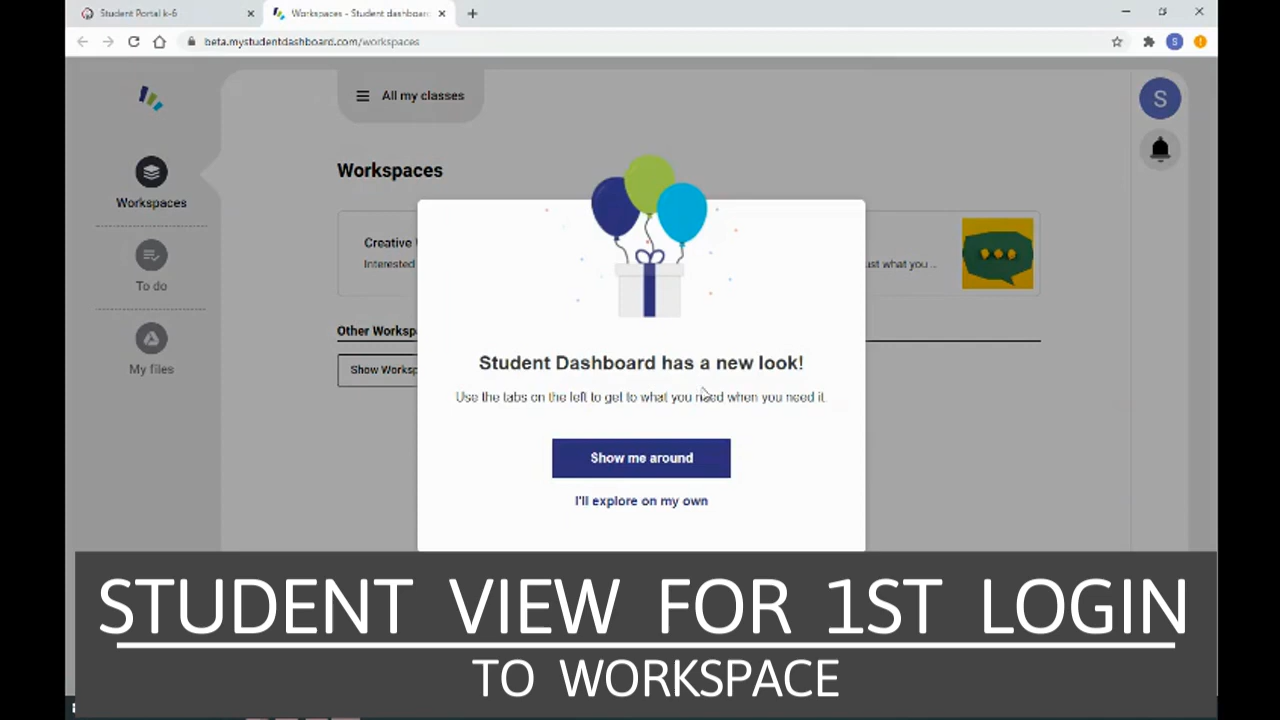 Student Portal k-6
Workspaces - Student dashboard
beta.mystudentdashboard.com/workspaces
S
All my classes
S
Workspaces
Workspaces
Creative
Interested
ust what you ...
To do
Other Worksp
Show Worksp
My files
Student Dashboard has a new look!
Use the tabs on the left to get to what you need when you need it.
Show me around
I'll explore on my own
STUDENT VIEW FOR 1ST LOGIN
TO WORKSPACE